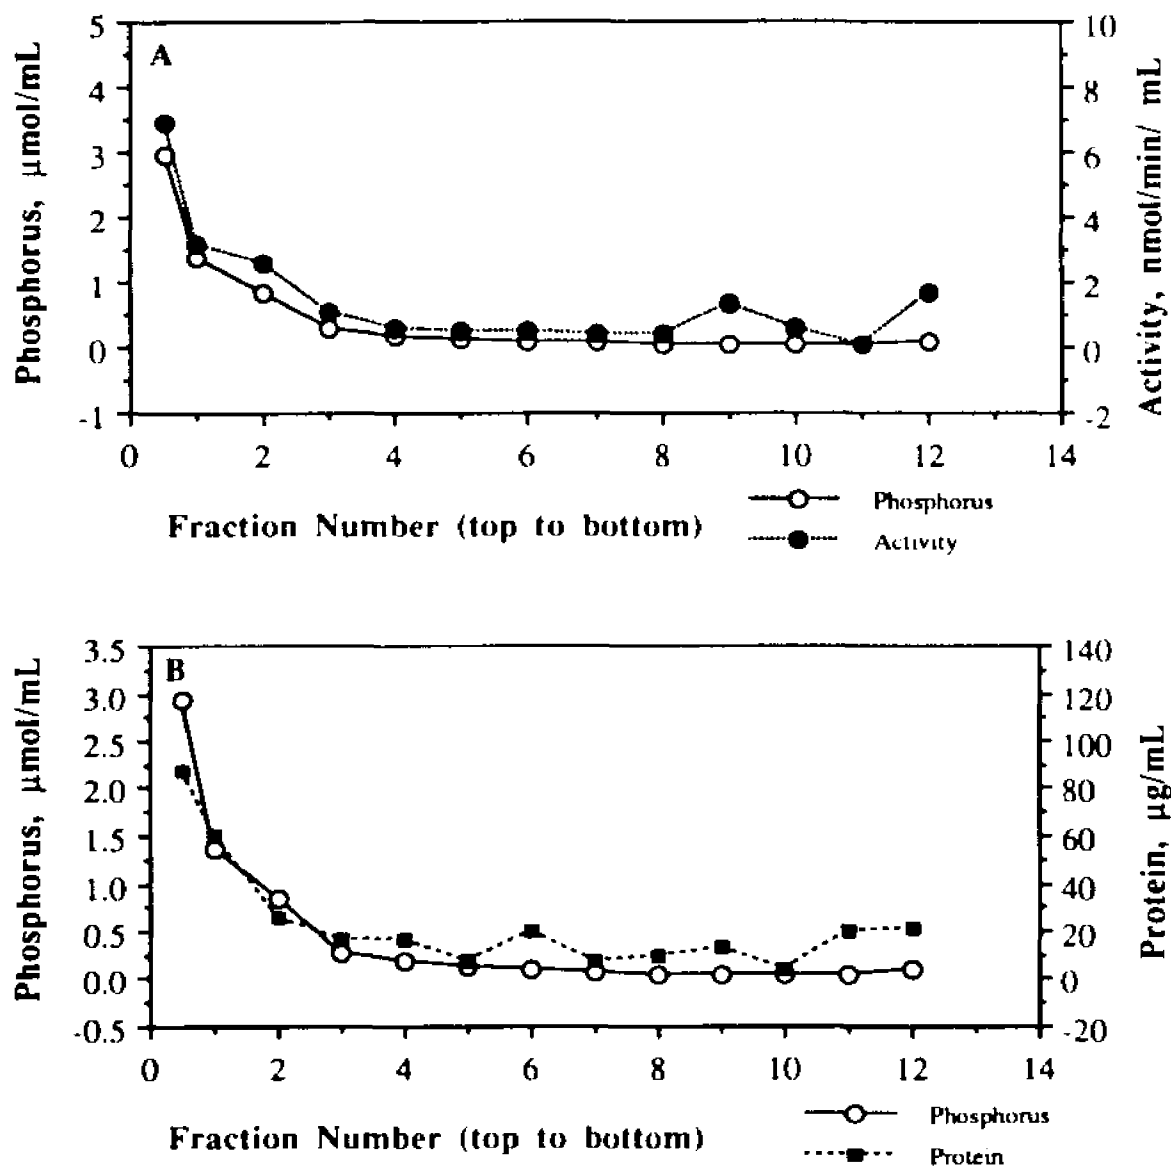 A
Phosphorus, μmol/mL
5
4
3
2
1
0
-1
10
8
6
4
2
0
-2
Activity, nmol/min/ mL
0 2 4 6 8 10 12 14
Fraction Number (top to bottom)
Phosphorus
Activity
B
Phosphorus, μmol/mL
3.5
3.0
2.5
2.0
1.5
1.0
0.5
0.0
-0.5
140
120
100
80
60
40
20
0
-20
Protein, μg/mL
0 2 4 6 8 10 12 14
Fraction Number (top to bottom)
Phosphorus
Protein